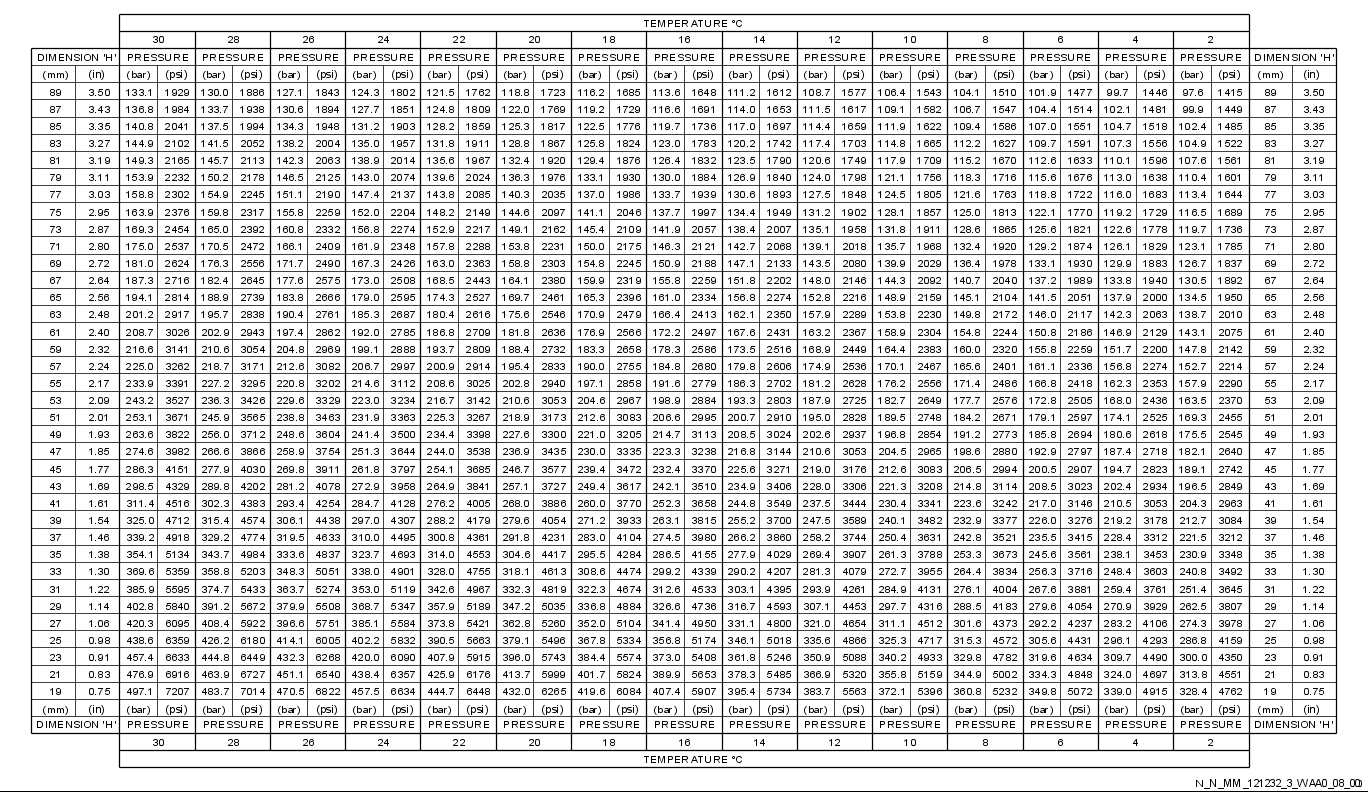 TEMPERATURE °C
30 28 26 24 22 20 18 16 14 12 10 8 6 4 2
DIMENSION 'H' PRESSURE PRESSURE PRESSURE PRESSURE PRESSURE PRESSURE PRESSURE PRESSURE PRESSURE PRESSURE PRESSURE PRESSURE PRESSURE PRESSURE PRESSURE DIMENSION 'H'
(mm) (in) (bar) (psi) (bar) (psi) (bar) (psi) (bar) (psi) (bar) (psi) (bar) (psi) (bar) (psi) (bar) (psi) (bar) (psi) (bar) (psi) (bar) (psi) (bar) (psi) (bar) (psi) (bar) (psi) (bar) (psi) (mm) (in)
89 3.50 133.1 1929 130.0 1886 127.1 1843 124.3 1802 121.5 1762 118.8 1723 116.2 1685 113.6 1648 111.2 1612 108.7 1577 106.4 1543 104.1 1510 101.9 1477 99.7 1446 97.6 1415 89 3.50
87 3.43 136.8 1984 133.7 1938 130.6 1894 127.7 1851 124.8 1809 122.0 1769 119.2 1729 116.6 1691 114.0 1653 111.5 1617 109.1 1582 106.7 1547 104.4 1514 102.1 1481 99.9 1449 87 3.43
85 3.35 140.8 2041 137.5 1994 134.3 1948 131.2 1903 128.2 1859 125.3 1817 122.5 1776 119.7 1736 117.0 1697 114.4 1659 111.9 1622 109.4 1586 107.0 1551 104.7 1518 102.4 1485 85 3.35
83 3.27 144.9 2102 141.5 2052 138.2 2004 135.0 1957 131.8 1911 128.8 1867 125.8 1824 123.0 1783 120.2 1742 117.4 1703 114.8 1665 112.2 1627 109.7 1591 107.3 1556 104.9 1522 83 3.27
81 3.19 149.3 2165 145.7 2113 142.3 2063 138.9 2014 135.6 1967 132.4 1920 129.4 1876 126.4 1832 123.5 1790 120.6 1749 117.9 1709 115.2 1670 112.6 1633 110.1 1596 107.6 1561 81 3.19
79 3.11 153.9 2232 150.2 2178 146.5 2125 143.0 2074 139.6 2024 136.3 1976 133.1 1930 130.0 1884 126.9 1840 124.0 1798 121.1 1756 118.3 1716 115.6 1676 113.0 1638 110.4 1601 79 3.11
77 3.03 158.8 2302 154.9 2245 151.1 2190 147.4 2137 143.8 2085 140.3 2035 137.0 1986 133.7 1939 130.6 1893 127.5 1848 124.5 1805 121.6 1763 118.8 1722 116.0 1683 113.4 1644 77 3.03
75 2.95 163.9 2376 159.8 2317 155.8 2259 152.0 2204 148.2 2149 144.6 2097 141.1 2046 137.7 1997 134.4 1949 131.2 1902 128.1 1857 125.0 1813 122.1 1770 119.2 1729 116.5 1689 75 2.95
73 2.87 169.3 2454 165.0 2392 160.8 2332 156.8 2274 152.9 2217 149.1 2162 145.4 2109 141.9 2057 138.4 2007 135.1 1958 131.8 1911 128.6 1865 125.6 1821 122.6 1778 119.7 1736 73 2.87
71 2.80 175.0 2537 170.5 2472 166.1 2409 161.9 2348 157.8 2288 153.8 2231 150.0 2175 146.3 2121 142.7 2068 139.1 2018 135.7 1968 132.4 1920 129.2 1874 126.1 1829 123.1 1785 71 2.80
69 2.72 181.0 2624 176.3 2556 171.7 2490 167.3 2426 163.0 2363 158.8 2303 154.8 2245 150.9 2188 147.1 2133 143.5 2080 139.9 2029 136.4 1978 133.1 1930 129.9 1883 126.7 1837 69 2.72
67 2.64 187.3 2716 182.4 2645 177.6 2575 173.0 2508 168.5 2443 164.1 2380 159.9 2319 155.8 2259 151.8 2202 148.0 2146 144.3 2092 140.7 2040 137.2 1989 133.8 1940 130.5 1892 67 2.64
65 2.56 194.1 2814 188.9 2739 183.8 2666 179.0 2595 174.3 2527 169.7 2461 165.3 2396 161.0 2334 156.8 2274 152.8 2216 148.9 2159 145.1 2104 141.5 2051 137.9 2000 134.5 1950 65 2.56
63 2.48 201.2 2917 195.7 2838 190.4 2761 185.3 2687 180.4 2616 175.6 2546 170.9 2479 166.4 2413 162.1 2350 157.9 2289 153.8 2230 149.8 2172 146.0 2117 142.3 2063 138.7 2010 63 2.48
61 2.40 208.7 3026 202.9 2943 197.4 2862 192.0 2785 186.8 2709 181.8 2636 176.9 2566 172.2 2497 167.6 2431 163.2 2367 158.9 2304 154.8 2244 150.8 2186 146.9 2129 143.1 2075 61 2.40
59 2.32 216.6 3141 210.6 3054 204.8 2969 199.1 2888 193.7 2809 188.4 2732 183.3 2658 178.3 2586 173.5 2516 168.9 2449 164.4 2383 160.0 2320 155.8 2259 151.7 2200 147.8 2142 59 2.32
57 2.24 225.0 3262 218.7 3171 212.6 3082 206.7 2997 200.9 2914 195.4 2833 190.0 2755 184.8 2680 179.8 2606 174.9 2536 170.1 2467 165.6 2401 161.1 2336 156.8 2274 152.7 2214 57 2.24
55 2.17 233.9 3391 227.2 3295 220.8 3202 214.6 3112 208.6 3025 202.8 2940 197.1 2858 191.6 2779 186.3 2702 181.2 2628 176.2 2556 171.4 2486 166.8 2418 162.3 2353 157.9 2290 55 2.17
53 2.09 243.2 3527 236.3 3426 229.6 3329 223.0 3234 216.7 3142 210.6 3053 204.6 2967 198.9 2884 193.3 2803 187.9 2725 182.7 2649 177.7 2576 172.8 2505 168.0 2436 163.5 2370 53 2.09
51 2.01 253.1 3671 245.9 3565 238.8 3463 231.9 3363 225.3 3267 218.9 3173 212.6 3083 206.6 2995 200.7 2910 195.0 2828 189.5 2748 184.2 2671 179.1 2597 174.1 2525 169.3 2455 51 2.01
49 1.93 263.6 3822 256.0 3712 248.6 3604 241.4 3500 234.4 3398 227.6 3300 221.0 3205 214.7 3113 208.5 3024 202.6 2937 196.8 2854 191.2 2773 185.8 2694 180.6 2618 175.5 2545 49 1.93
47 1.85 274.6 3982 266.6 3866 258.9 3754 251.3 3644 244.0 3538 236.9 3435 230.0 3335 223.3 3238 216.8 3144 210.6 3053 204.5 2965 198.6 2880 192.9 2797 187.4 2718 182.1 2640 47 1.85
45 1.77 286.3 4151 277.9 4030 269.8 3911 261.8 3797 254.1 3685 246.7 3577 239.4 3472 232.4 3370 225.6 3271 219.0 3176 212.6 3083 206.5 2994 200.5 2907 194.7 2823 189.1 2742 45 1.77
43 1.69 298.5 4329 289.8 4202 281.2 4078 272.9 3958 264.9 3841 257.1 3727 249.4 3617 242.1 3510 234.9 3406 228.0 3306 221.3 3208 214.8 3114 208.5 3023 202.4 2934 196.5 2849 43 1.69
41 1.61 311.4 4516 302.3 4383 293.4 4254 284.7 4128 276.2 4005 268.0 3886 260.0 3770 252.3 3658 244.8 3549 237.5 3444 230.4 3341 223.6 3242 217.0 3146 210.5 3053 204.3 2963 41 1.61
39 1.54 325.0 4712 315.4 4574 306.1 4438 297.0 4307 288.2 4179 279.6 4054 271.2 3933 263.1 3815 255.2 3700 247.5 3589 240.1 3482 232.9 3377 226.0 3276 219.2 3178 212.7 3084 39 1.54
37 1.46 339.2 4918 329.2 4774 319.5 4633 310.0 4495 300.8 4361 291.8 4231 283.0 4104 274.5 3980 266.2 3860 258.2 3744 250.4 3631 242.8 3521 235.5 3415 228.4 3312 221.5 3212 37 1.46
35 1.38 354.1 5134 343.7 4984 333.6 4837 323.7 4693 314.0 4553 304.6 4417 295.5 4284 286.5 4155 277.9 4029 269.4 3907 261.3 3788 253.3 3673 245.6 3561 238.1 3453 230.9 3348 35 1.38
33 1.30 369.6 5359 358.8 5203 348.3 5051 338.0 4901 328.0 4755 318.1 4613 308.6 4474 299.2 4339 290.2 4207 281.3 4079 272.7 3955 264.4 3834 256.3 3716 248.4 3603 240.8 3492 33 1.30
31 1.22 385.9 5595 374.7 5433 363.7 5274 353.0 5119 342.6 4967 332.3 4819 322.3 4674 312.6 4533 303.1 4395 293.9 4261 284.9 4131 276.1 4004 267.6 3881 259.4 3761 251.4 3645 31 1.22
29 1.14 402.8 5840 391.2 5672 379.9 5508 368.7 5347 357.9 5189 347.2 5035 336.8 4884 326.6 4736 316.7 4593 307.1 4453 297.7 4316 288.5 4183 279.6 4054 270.9 3929 262.5 3807 29 1.14
27 1.06 420.3 6095 408.4 5922 396.6 5751 385.1 5584 373.8 5421 362.8 5260 352.0 5104 341.4 4950 331.1 4800 321.0 4654 311.1 4512 301.6 4373 292.2 4237 283.2 4106 274.3 3978 27 1.06
25 0.98 438.6 6359 426.2 6180 414.1 6005 402.2 5832 390.5 5663 379.1 5496 367.8 5334 356.8 5174 346.1 5018 335.6 4866 325.3 4717 315.3 4572 305.6 4431 296.1 4293 286.8 4159 25 0.98
23 0.91 457.4 6633 444.8 6449 432.3 6268 420.0 6090 407.9 5915 396.0 5743 384.4 5574 373.0 5408 361.8 5246 350.9 5088 340.2 4933 329.8 4782 319.6 4634 309.7 4490 300.0 4350 23 0.91
21 0.83 476.9 6916 463.9 6727 451.1 6540 438.4 6357 425.9 6176 413.7 5999 401.7 5824 389.9 5653 378.3 5485 366.9 5320 355.8 5159 344.9 5002 334.3 4848 324.0 4697 313.8 4551 21 0.83
19 0.75 497.1 7207 483.7 7014 470.5 6822 457.5 6634 444.7 6448 432.0 6265 419.6 6084 407.4 5907 395.4 5734 383.7 5563 372.1 5396 360.8 5232 349.8 5072 339.0 4915 328.4 4762 19 0.75
(mm) (in) (bar) (psi) (bar) (psi) (bar) (psi) (bar) (psi) (bar) (psi) (bar) (psi) (bar) (psi) (bar) (psi) (bar) (psi) (bar) (psi) (bar) (psi) (bar) (psi) (bar) (psi) (bar) (psi) (bar) (psi) (mm) (in)
DIMENSION 'H' PRESSURE PRESSURE PRESSURE PRESSURE PRESSURE PRESSURE PRESSURE PRESSURE PRESSURE PRESSURE PRESSURE PRESSURE PRESSURE PRESSURE PRESSURE DIMENSION 'H'
30 28 26 24 22 20 18 16 14 12 10 8 6 4 2
TEMPERATURE °C
N_N_MM_121232_3_WAA0_08_00